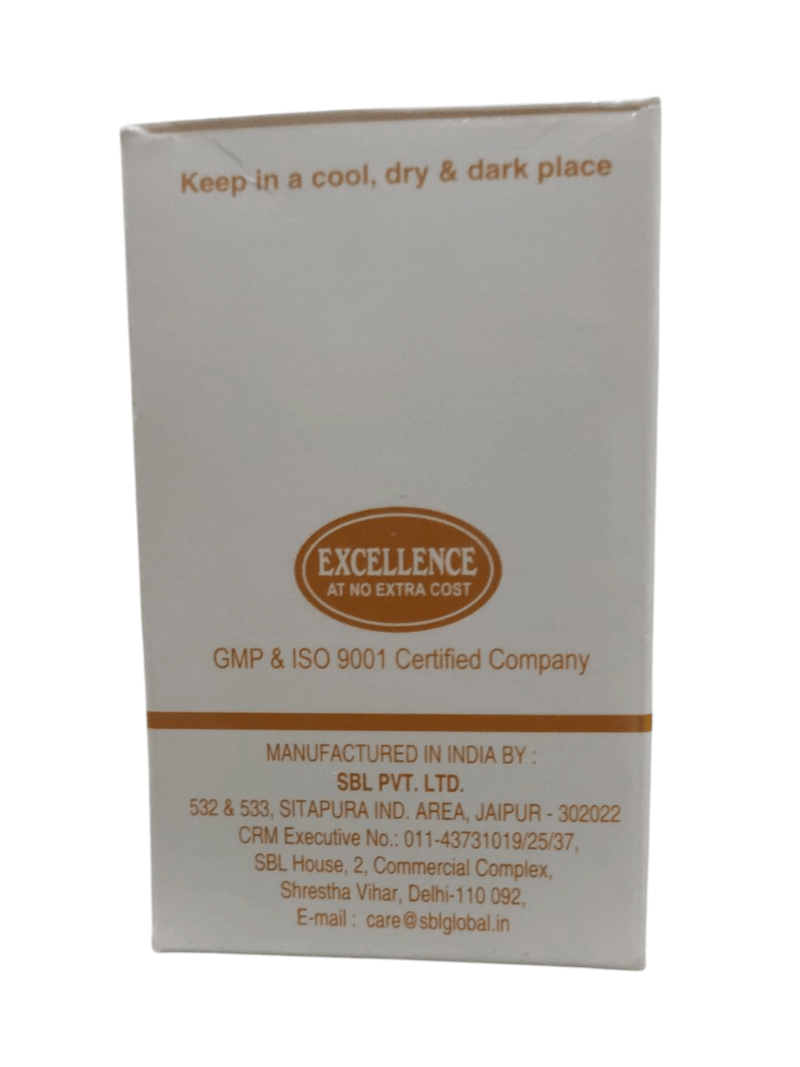 Keep in a cool, dry & dark place
EXCELLENCE
AT NO EXTRA COST
GMP & ISO 9001 Certified Company
MANUFACTURED IN INDIA BY :
SBL PVT. LTD.
532 & 533, SITAPURA IND. AREA, JAIPUR - 302022
CRM Executive No.: 011-43731019/25/37,
SBL House, 2, Commercial Complex,
Shrestha Vihar, Delhi-110 092,
E-mail : care@sblglobal.in